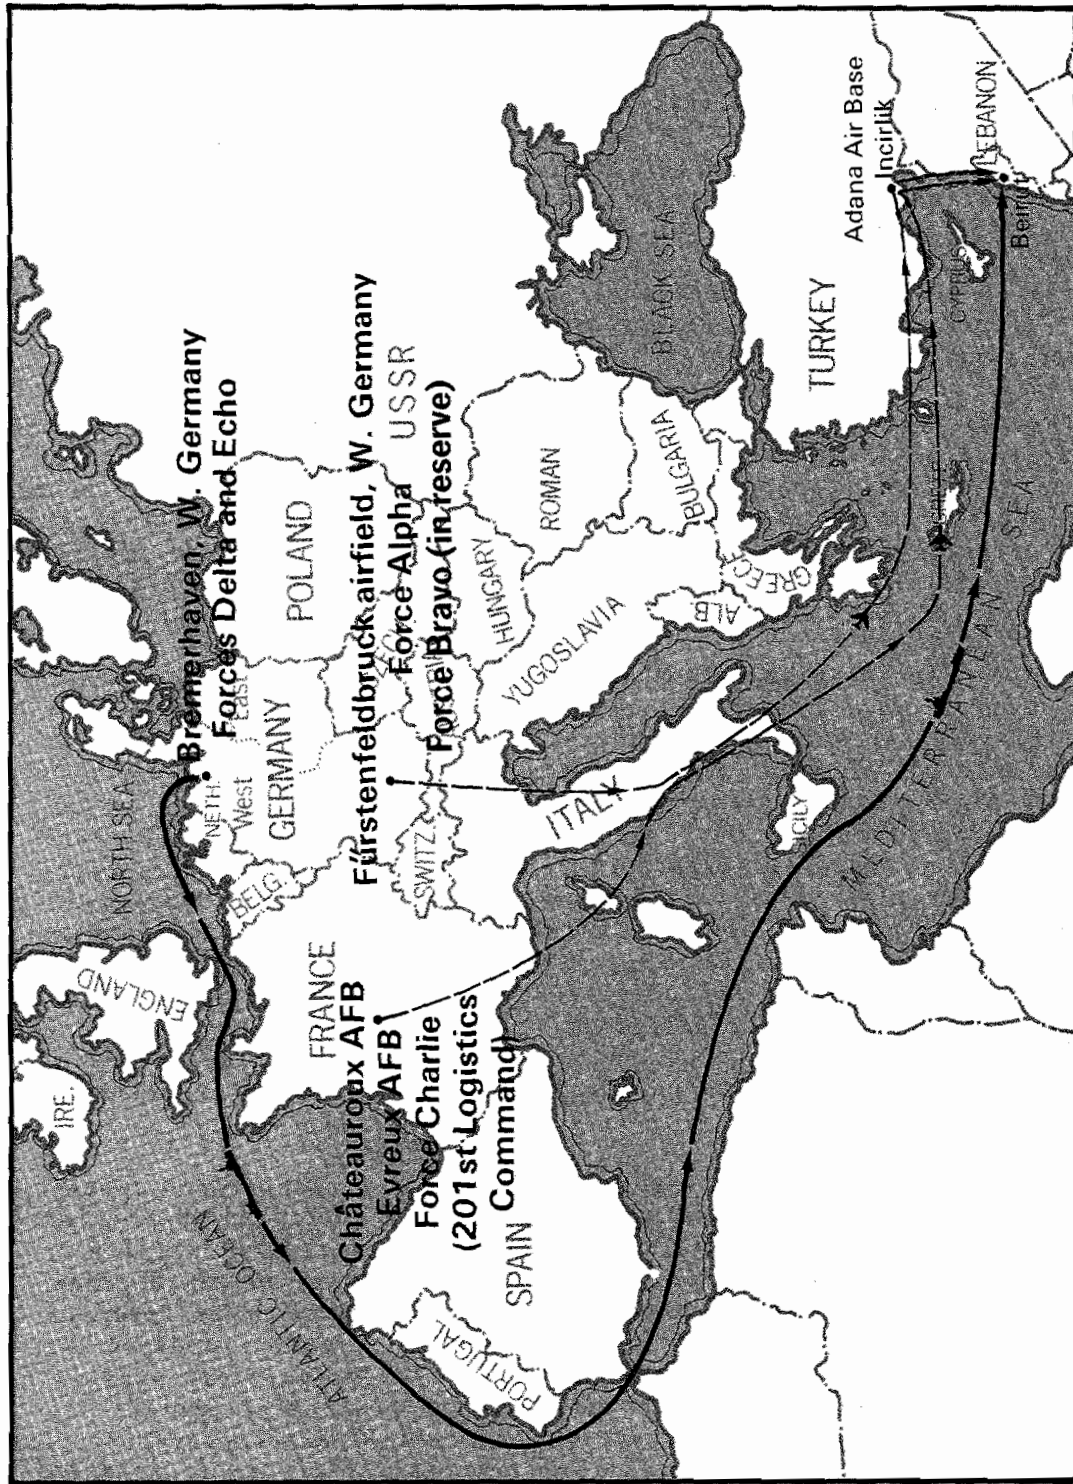 IRE.
ENGLAND
NORTH SEA
ATLANTIC OCEAN
Bremerhaven, W. Germany
Forces Delta and Echo
NETH
BELG
West
East
GERMANY
POLAND
USSR
FRANCE
Châteauroux AFB
Evreux AFB
Force Charlie
(201st Logistics
Command)
Fürstenfeldbruck airfield, W. Germany
Force Alpha
Force Brayo (in reserve)
SWITZ
HUNGARY
ROMAN
YUGOSLAVIA
BULGARIA
BLACK SEA
ALB
GREECE
ITALY
SICILY
PORTUGAL
SPAIN
MEDITERRANEAN SEA
TURKEY
Adana Air Base
Incirlik
CYPRUS
LEBANON
Beirut